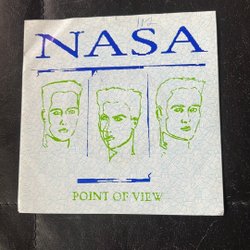 NASA
POINT OF VIEW